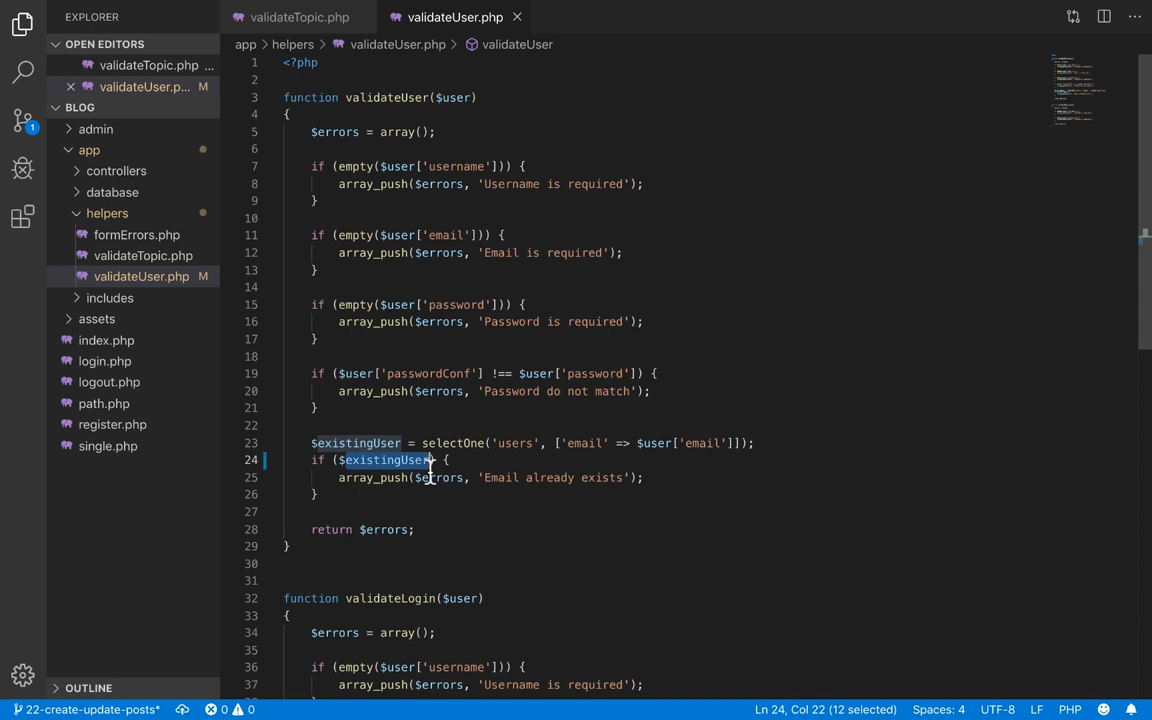 EXPLORER
OPEN EDITORS
validateTopic.php ...
validateUser.p... M
BLOG
admin
app
controllers
database
helpers
formErrors.php
validateTopic.php
validateUser.php M
includes
assets
index.php
login.php
logout.php
path.php
register.php
single.php
OUTLINE
1
validateTopic.php
validateUser.php
app > helpers > validateUser.php > validateUser
1 <?php
2
3 function validateUser($user)
4 {
5 $errors = array();
6
7 if (empty($user['username'])) {
8 array_push($errors, 'Username is required');
9 }
10
11 if (empty($user['email'])) {
12 array_push($errors, 'Email is required');
13 }
14
15 if (empty($user['password'])) {
16 array_push($errors, 'Password is required');
17 }
18
19 if ($user['passwordConf'] !== $user['password']) {
20 array_push($errors, 'Password do not match');
21 }
22
23 $existingUser = selectOne('users', ['email' => $user['email']]);
24 if ($existingUser) {
25 array_push($errors, 'Email already exists');
26 }
27
28 return $errors;
29 }
30
31
32 function validateLogin($user)
33 {
34 $errors = array();
35
36 if (empty($user['username'])) {
37 array_push($errors, 'Username is required');
22-create-update-posts* 0 0 Ln 24, Col 22 (12 selected) Spaces: 4 UTF-8 LF PHP